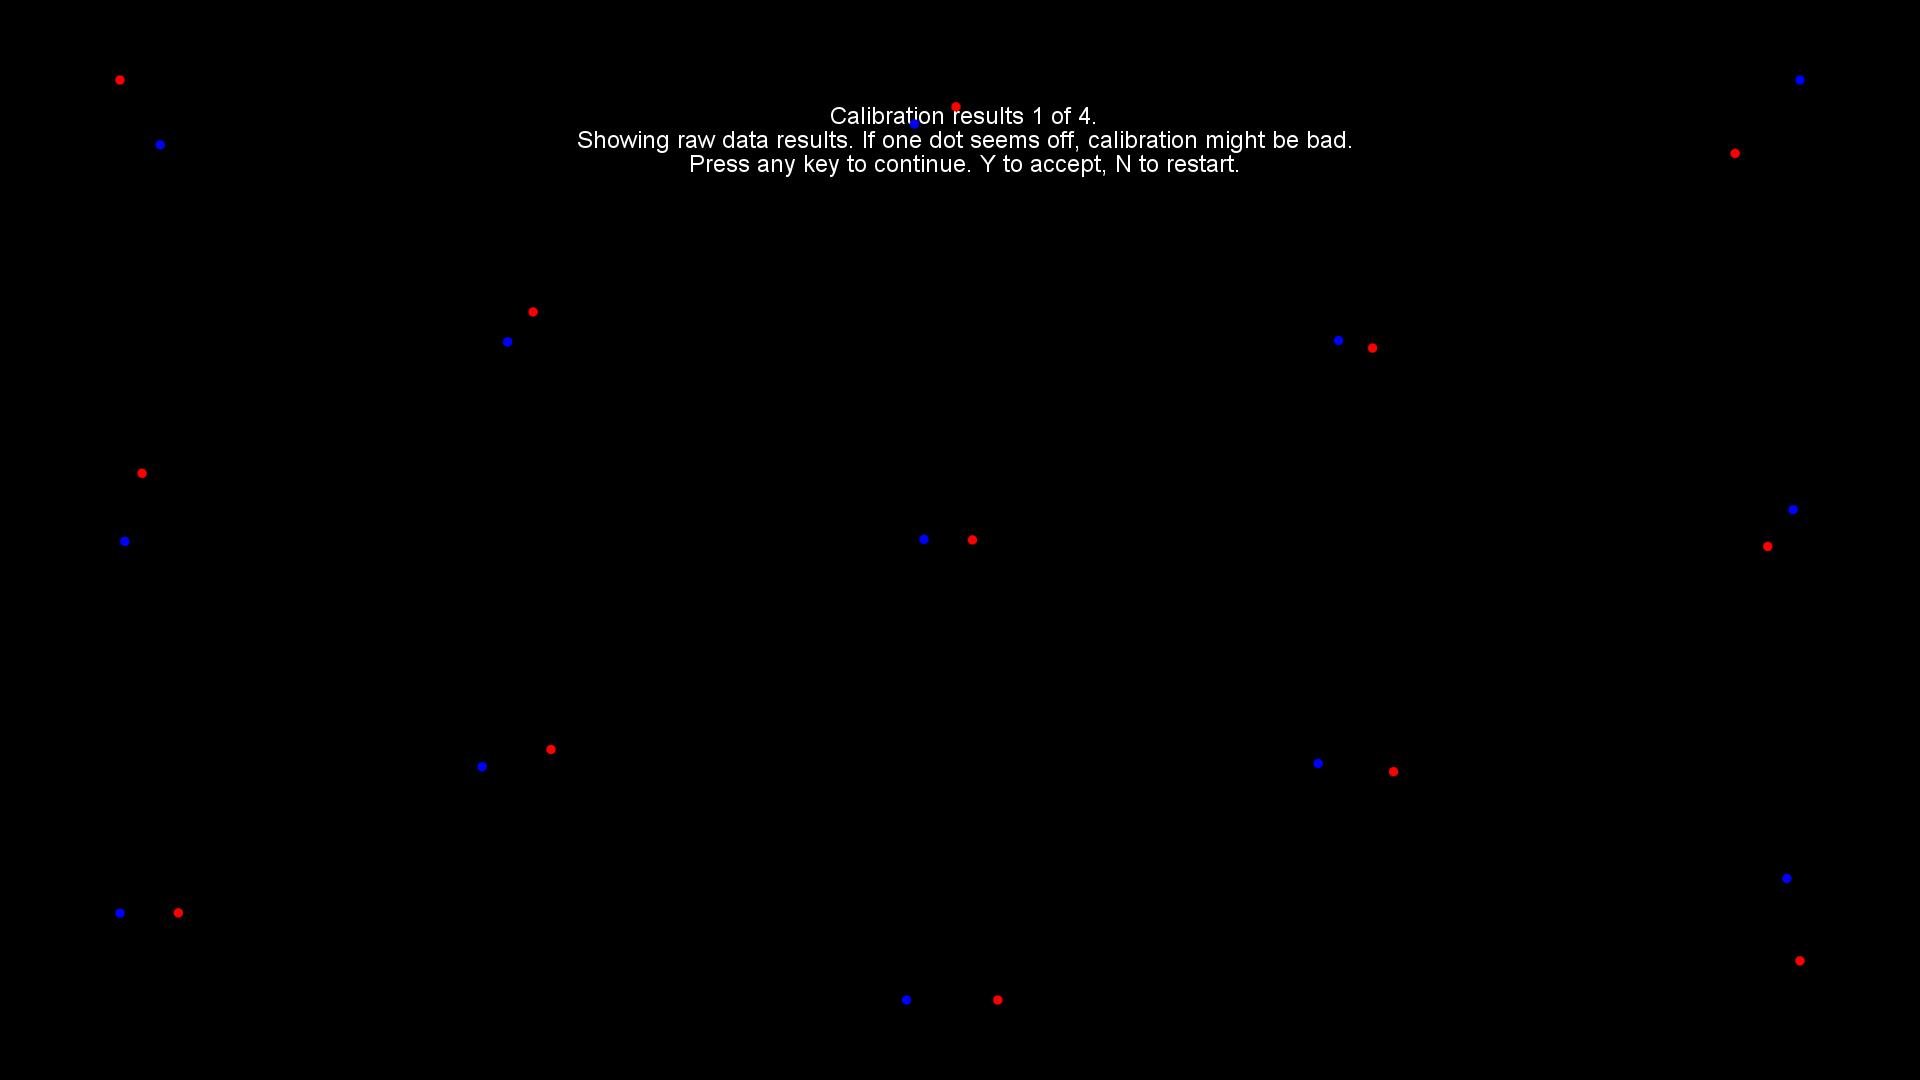 Calibration results 1 of 4.
Showing raw data results. If one dot seems off, calibration might be bad.
Press any key to continue. Y to accept, N to restart.